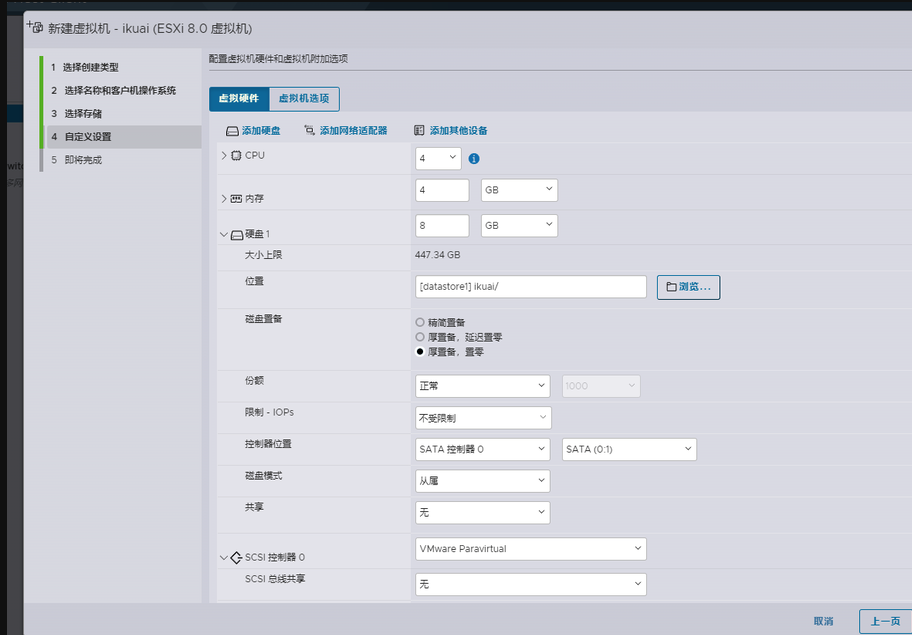 新建虚拟机 - ikuai (ESXi 8.0 虚拟机)
1 选择创建类型
2 选择名称和客户机操作系统
3 选择存储
4 自定义设置
5 即将完成
配置虚拟机硬件和虚拟机附加选项
虚拟硬件 虚拟机选项
添加硬盘 添加网络适配器 添加其他设备
CPU 4
内存 4 GB
硬盘 1 8 GB
大小上限 447.34 GB
位置 [datastore1] ikuai/ 浏览...
磁盘置备
精简置备
厚置备，延迟置零
厚置备，置零
份额 正常 1000
限制 - IOPs 不受限制
控制器位置 SATA 控制器 0 SATA (0:1)
磁盘模式 从属
共享 无
SCSI 控制器 0 VMware Paravirtual
SCSI 总线共享 无
取消 上一页